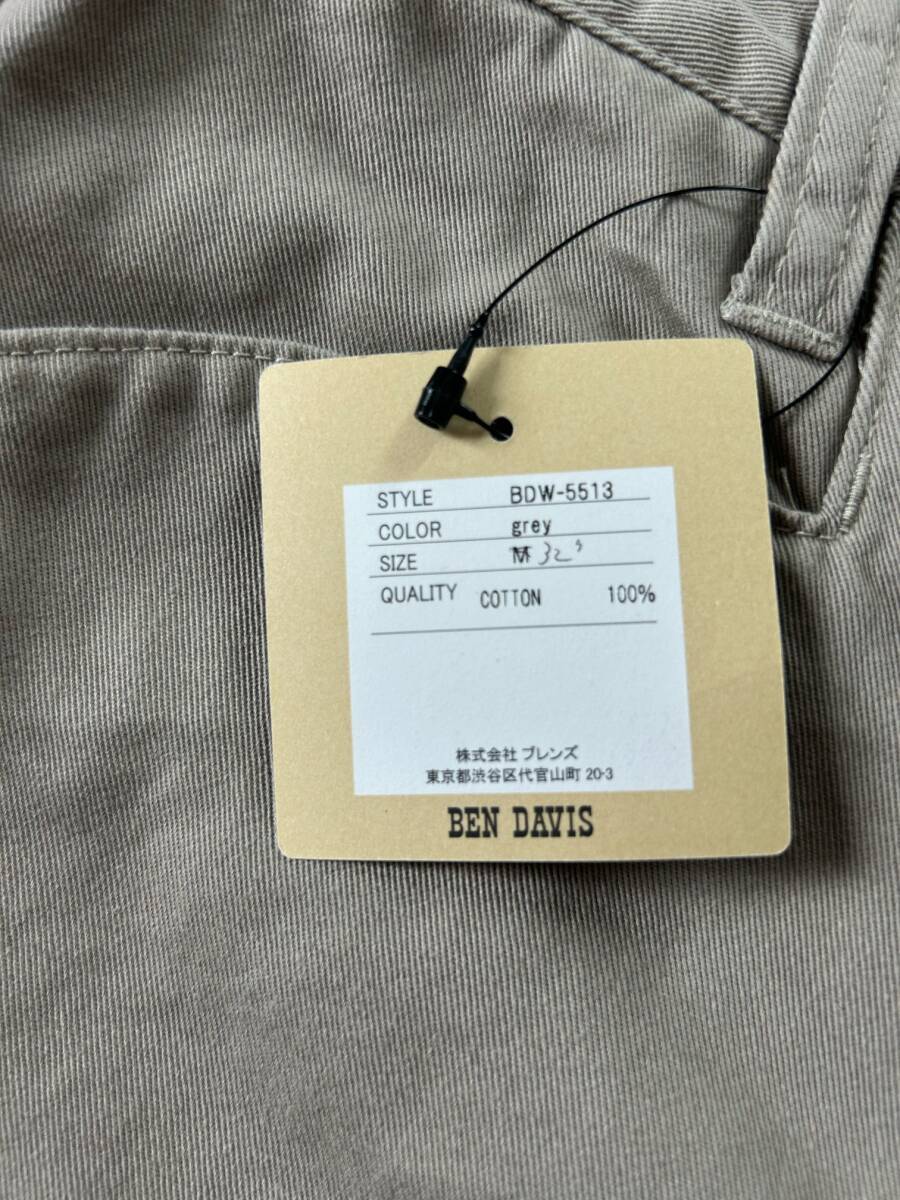 STYLE BDW-5513
COLOR grey
SIZE M 32"
QUALITY COTTON 100%
株式会社 ブレンズ
東京都渋谷区代官山町 20-3
BEN DAVIS